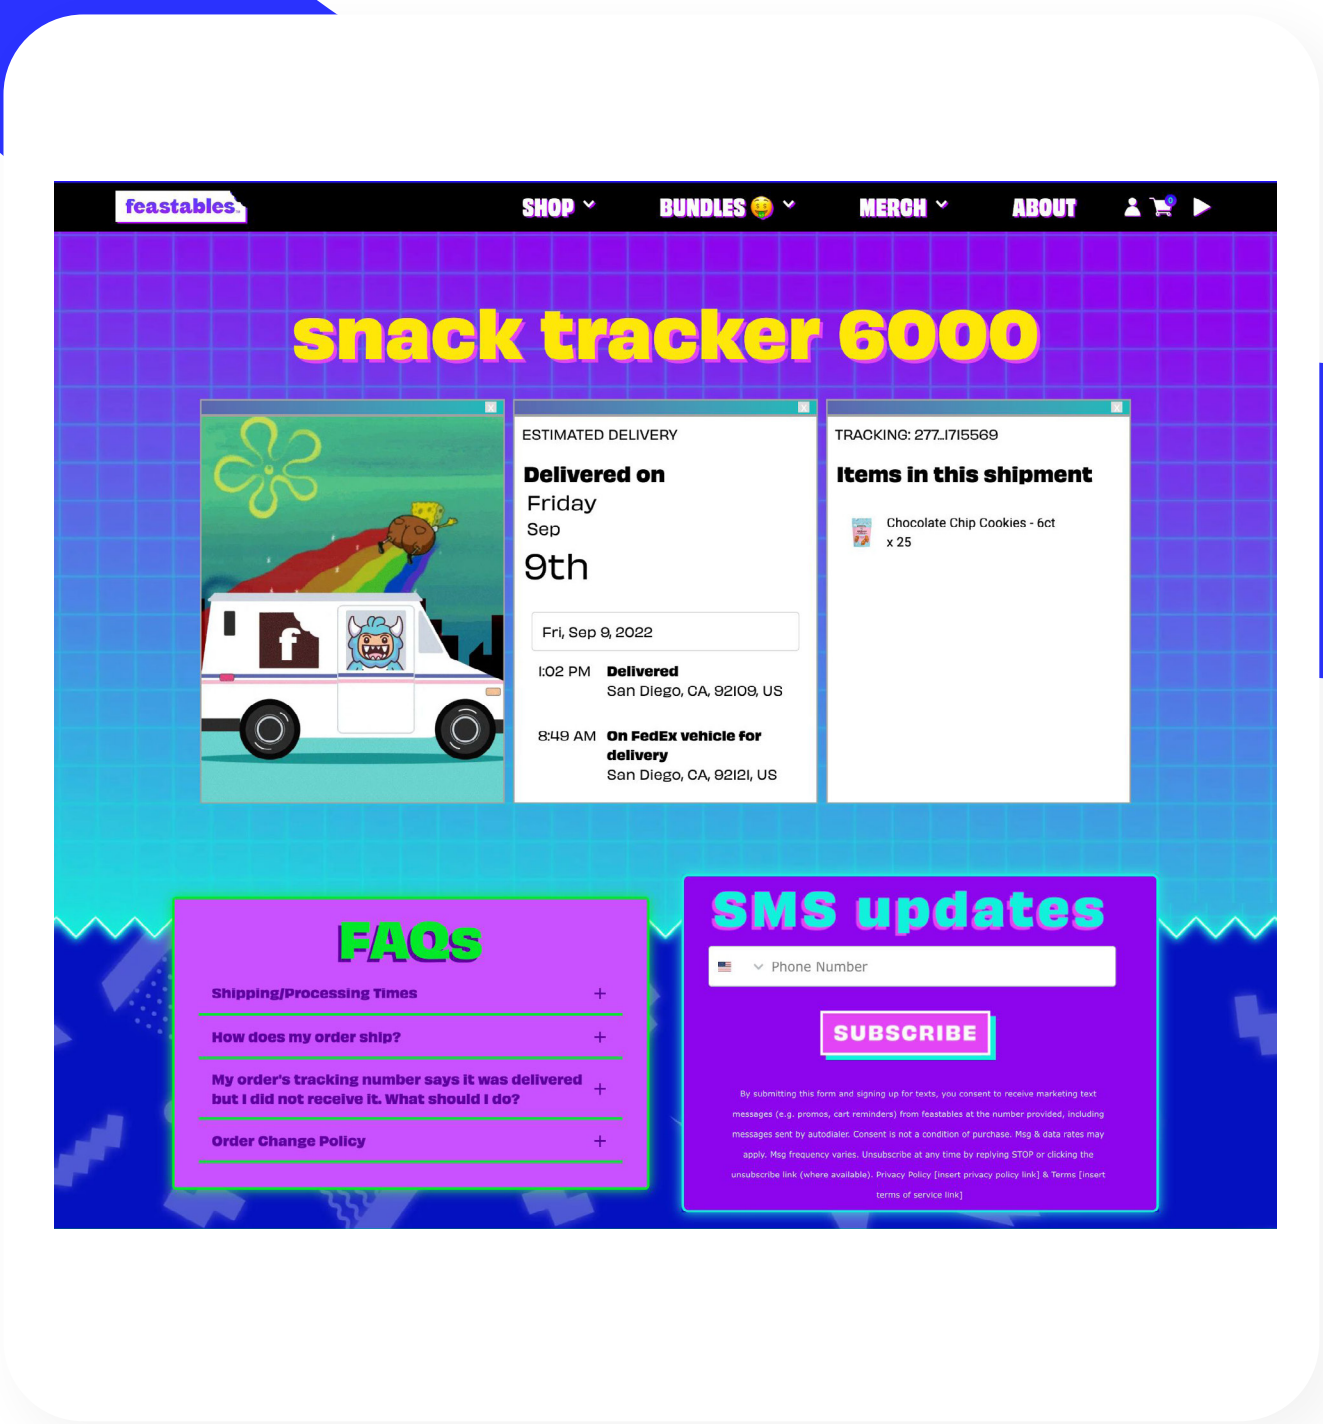 feastables.
SHOP
BUNDLES 🤑
MERCH
ABOUT
0
snack tracker 6000
x
f
x
ESTIMATED DELIVERY
Delivered on
Friday
Sep
9th
Fri, Sep 9, 2022
1:02 PM Delivered
San Diego, CA, 92109, US
8:49 AM On FedEx vehicle for
delivery
San Diego, CA, 92121, US
x
TRACKING: 277...1715569
Items in this shipment
Chocolate Chip Cookies - 6ct
x 25
FAQs
Shipping/Processing Times
How does my order ship?
My order's tracking number says it was delivered
but I did not receive it. What should I do?
Order Change Policy
SMS updates
Phone Number
SUBSCRIBE
By submitting this form and signing up for texts, you consent to receive marketing text
messages (e.g. promos, cart reminders) from feastables at the number provided, including
messages sent by autodialer. Consent is not a condition of purchase. Msg & data rates may
apply. Msg frequency varies. Unsubscribe at any time by replying STOP or clicking the
unsubscribe link (where available). Privacy Policy [insert privacy policy link] & Terms [insert
terms of service link]